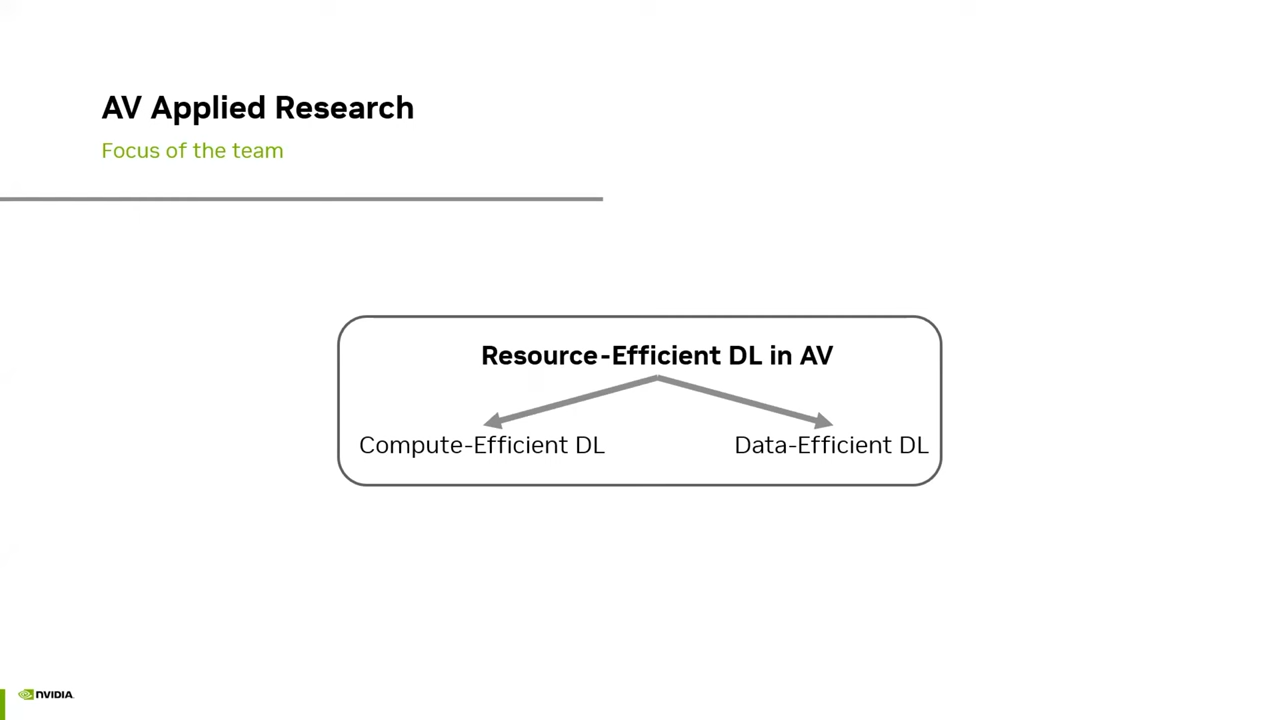 AV Applied Research
Focus of the team
Resource-Efficient DL in AV
Compute-Efficient DL
Data-Efficient DL
NVIDIA